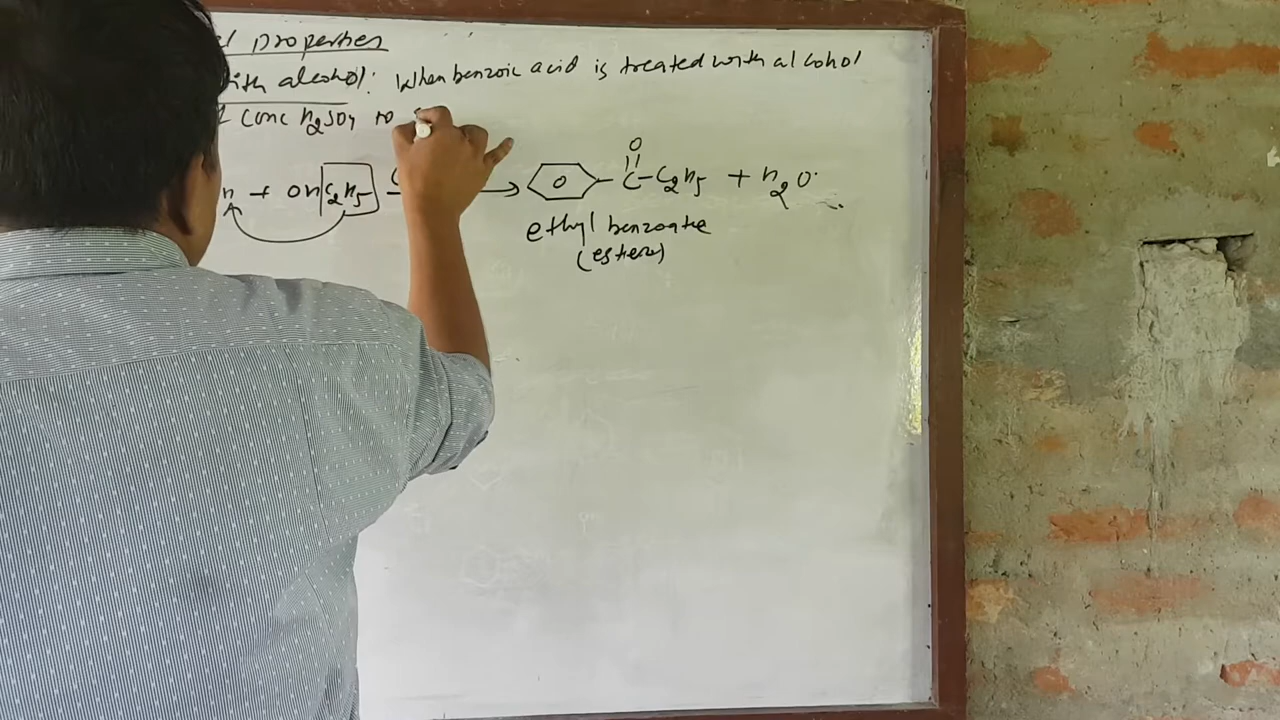 properties
with alcohol: When benzoic acid is treated with alcohol
conc H2SO4 to
H + OH C2H5 → O
O
C-C2H5 + H2O
ethyl benzoate
(esters)